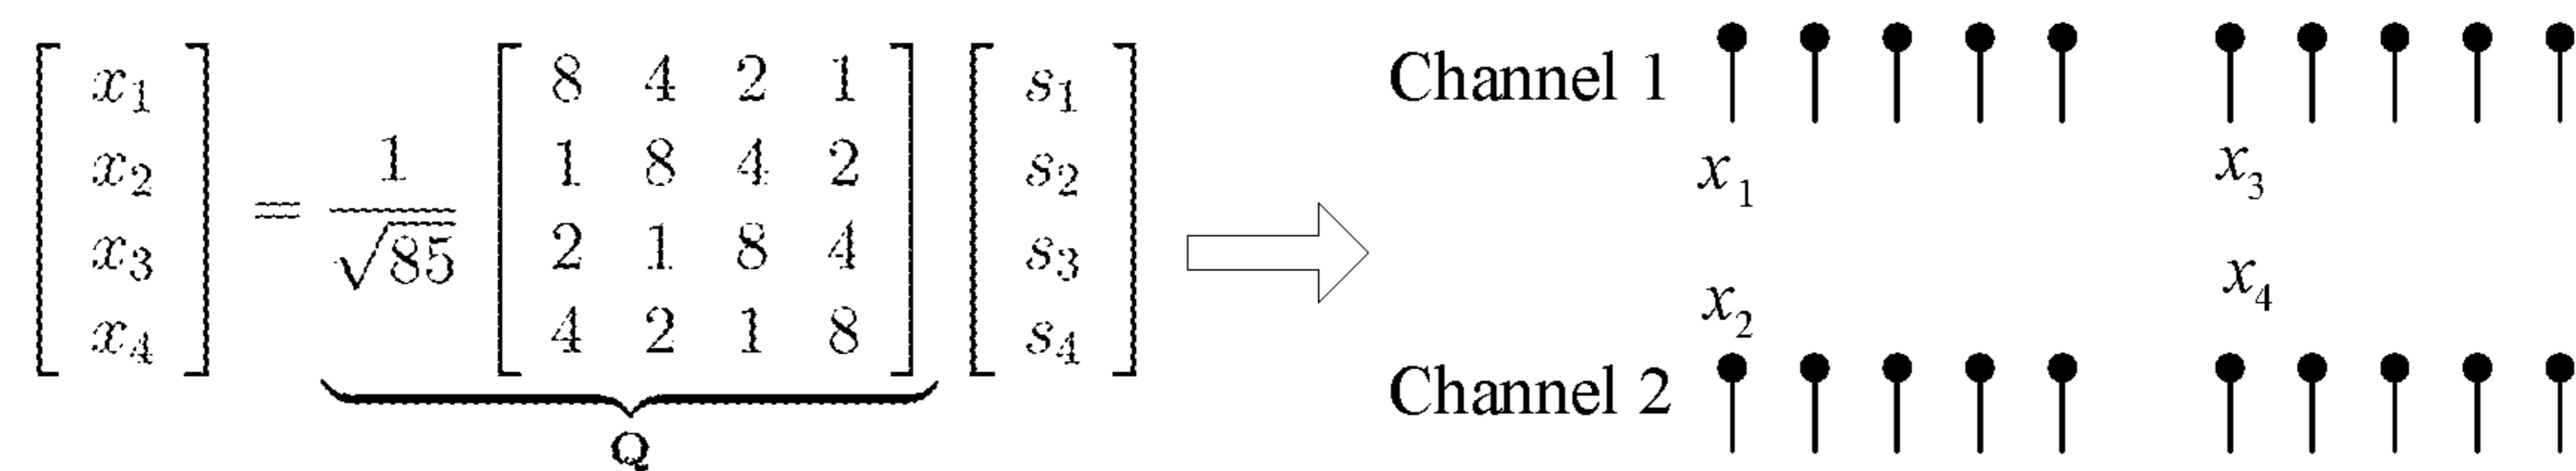 [ x₁ x₂ x₃ x₄ ] = 1/√85 [ 8 4 2 1
1 8 4 2
2 1 8 4
4 2 1 8 ] [ s₁ s₂ s₃ s₄ ]
Q
Channel 1
x₁ x₃
x₂ x₄
Channel 2